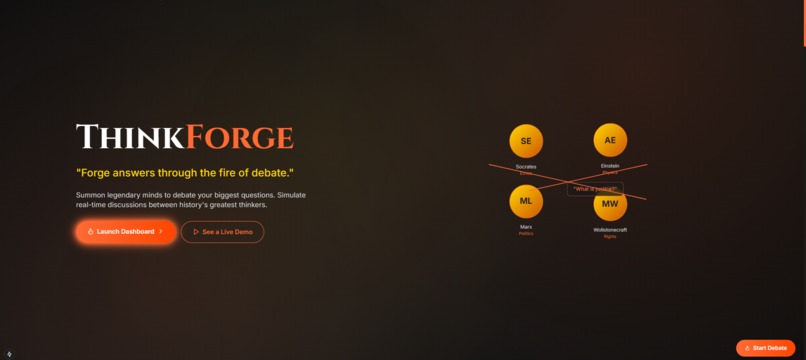 THINKFORGE
"Forge answers through the fire of debate."
Summon legendary minds to debate your biggest questions. Simulate
real-time discussions between history's greatest thinkers.
Launch Dashboard
See a Live Demo
SE
Socrates
AE
Einstein
Physics
"What is justice?"
ML
Marx
Politics
MW
Wollstonecraft
Rights
Start Debate